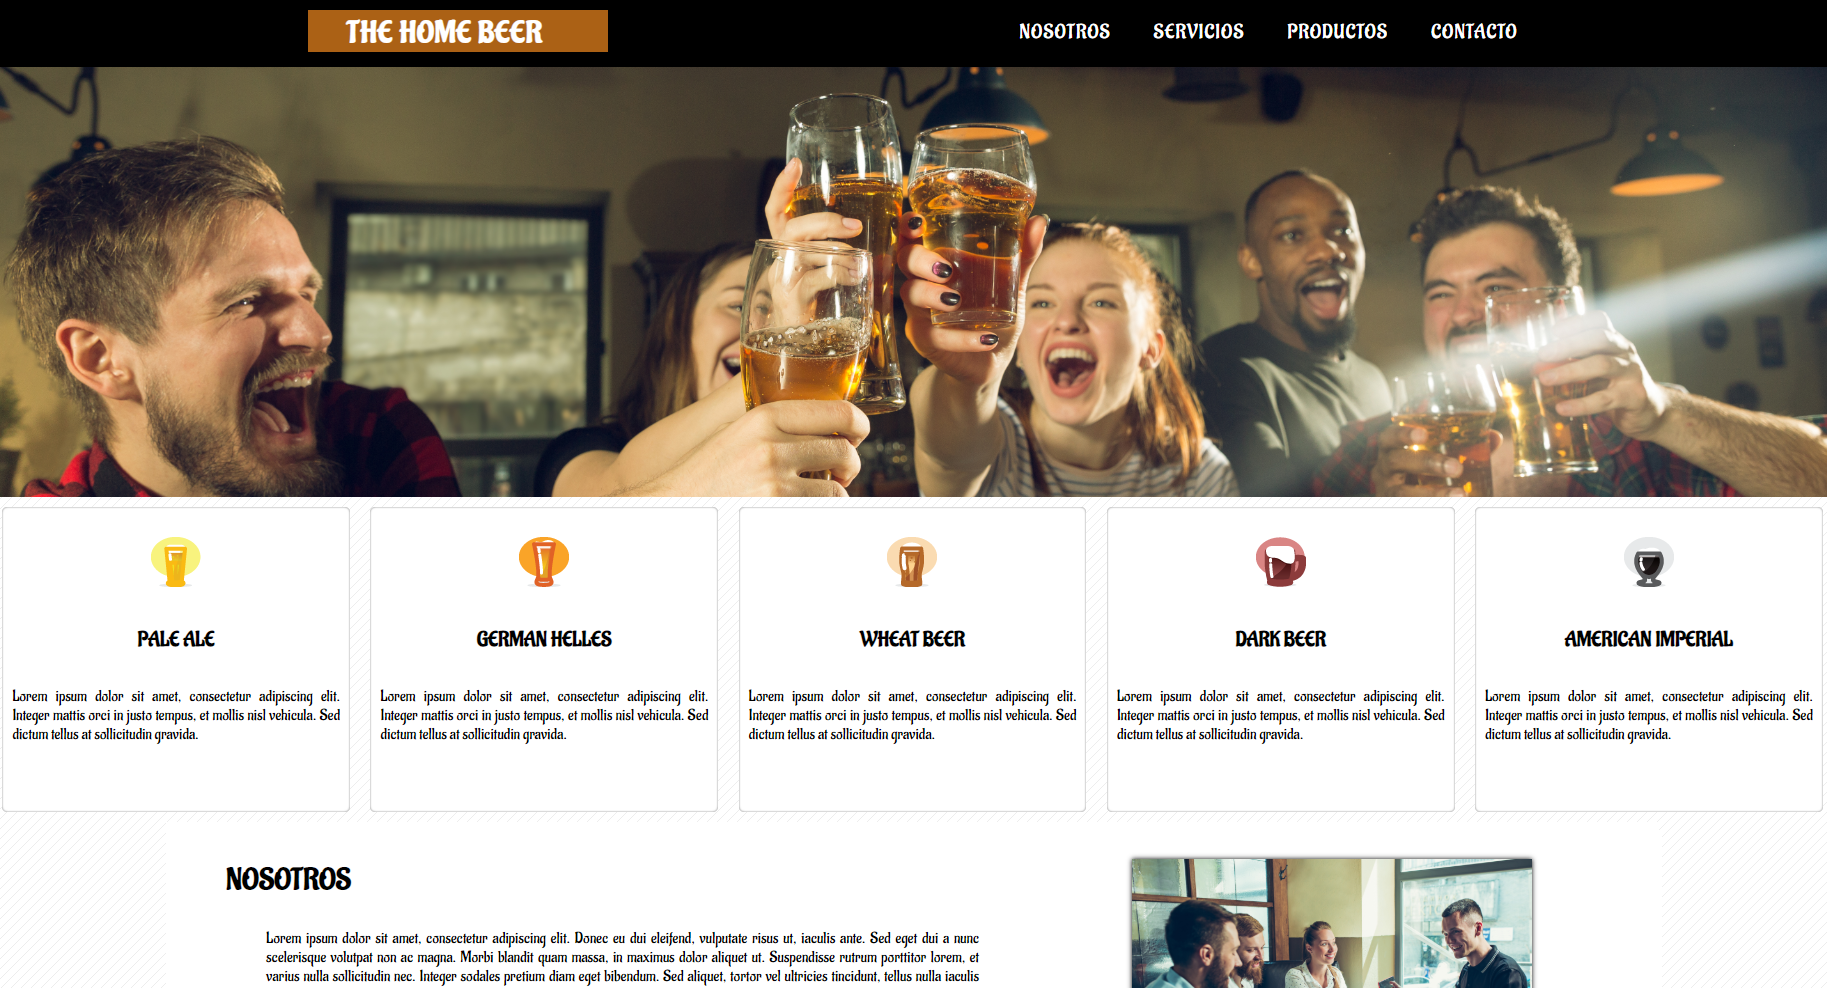 THE HOME BEER
NOSOTROS SERVICIOS PRODUCTOS CONTACTO
PALE ALE
Lorem ipsum dolor sit amet, consectetur adipiscing elit.
Integer mattis orci in justo tempus, et mollis nisl vehicula. Sed
dictum tellus at sollicitudin gravida.
GERMAN HELLES
Lorem ipsum dolor sit amet, consectetur adipiscing elit.
Integer mattis orci in justo tempus, et mollis nisl vehicula. Sed
dictum tellus at sollicitudin gravida.
WHEAT BEER
Lorem ipsum dolor sit amet, consectetur adipiscing elit.
Integer mattis orci in justo tempus, et mollis nisl vehicula. Sed
dictum tellus at sollicitudin gravida.
DARK BEER
Lorem ipsum dolor sit amet, consectetur adipiscing elit.
Integer mattis orci in justo tempus, et mollis nisl vehicula. Sed
dictum tellus at sollicitudin gravida.
AMERICAN IMPERIAL
Lorem ipsum dolor sit amet, consectetur adipiscing elit.
Integer mattis orci in justo tempus, et mollis nisl vehicula. Sed
dictum tellus at sollicitudin gravida.
NOSOTROS
Lorem ipsum dolor sit amet, consectetur adipiscing elit. Donec eu dui eleifend, vulputate risus ut, iaculis ante. Sed eget dui a nunc
scelerisque volutpat non ac magna. Morbi blandit quam massa, in maximus dolor aliquet ut. Suspendisse rutrum porttitor lorem, et
varius nulla sollicitudin nec. Integer sodales pretium diam eget bibendum. Sed aliquet, tortor vel ultricies tincidunt, tellus nulla iaculis